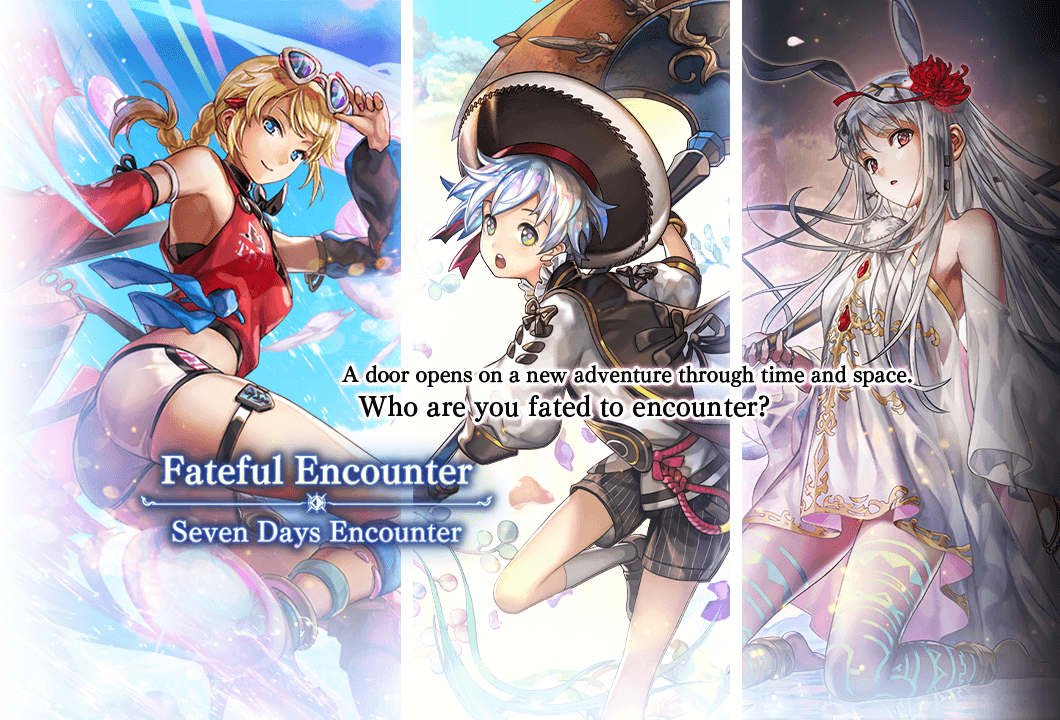 A door opens on a new adventure through time and space.
Who are you fated to encounter?
Fateful Encounter
Seven Days Encounter